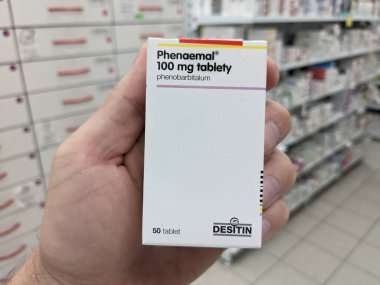 Phenaemal®
100 mg tablety
phenobarbitalum
50 tablet
DESITIN